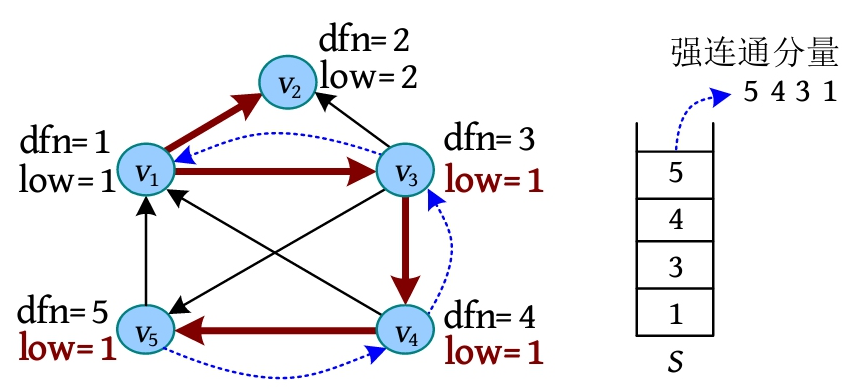 dfn=2
low=2
v2
dfn=1
low=1
v1
dfn=3
low=1
v3
dfn=5
low=1
v5
dfn=4
low=1
v4
强连通分量
5 4 3 1
5
4
3
1
S